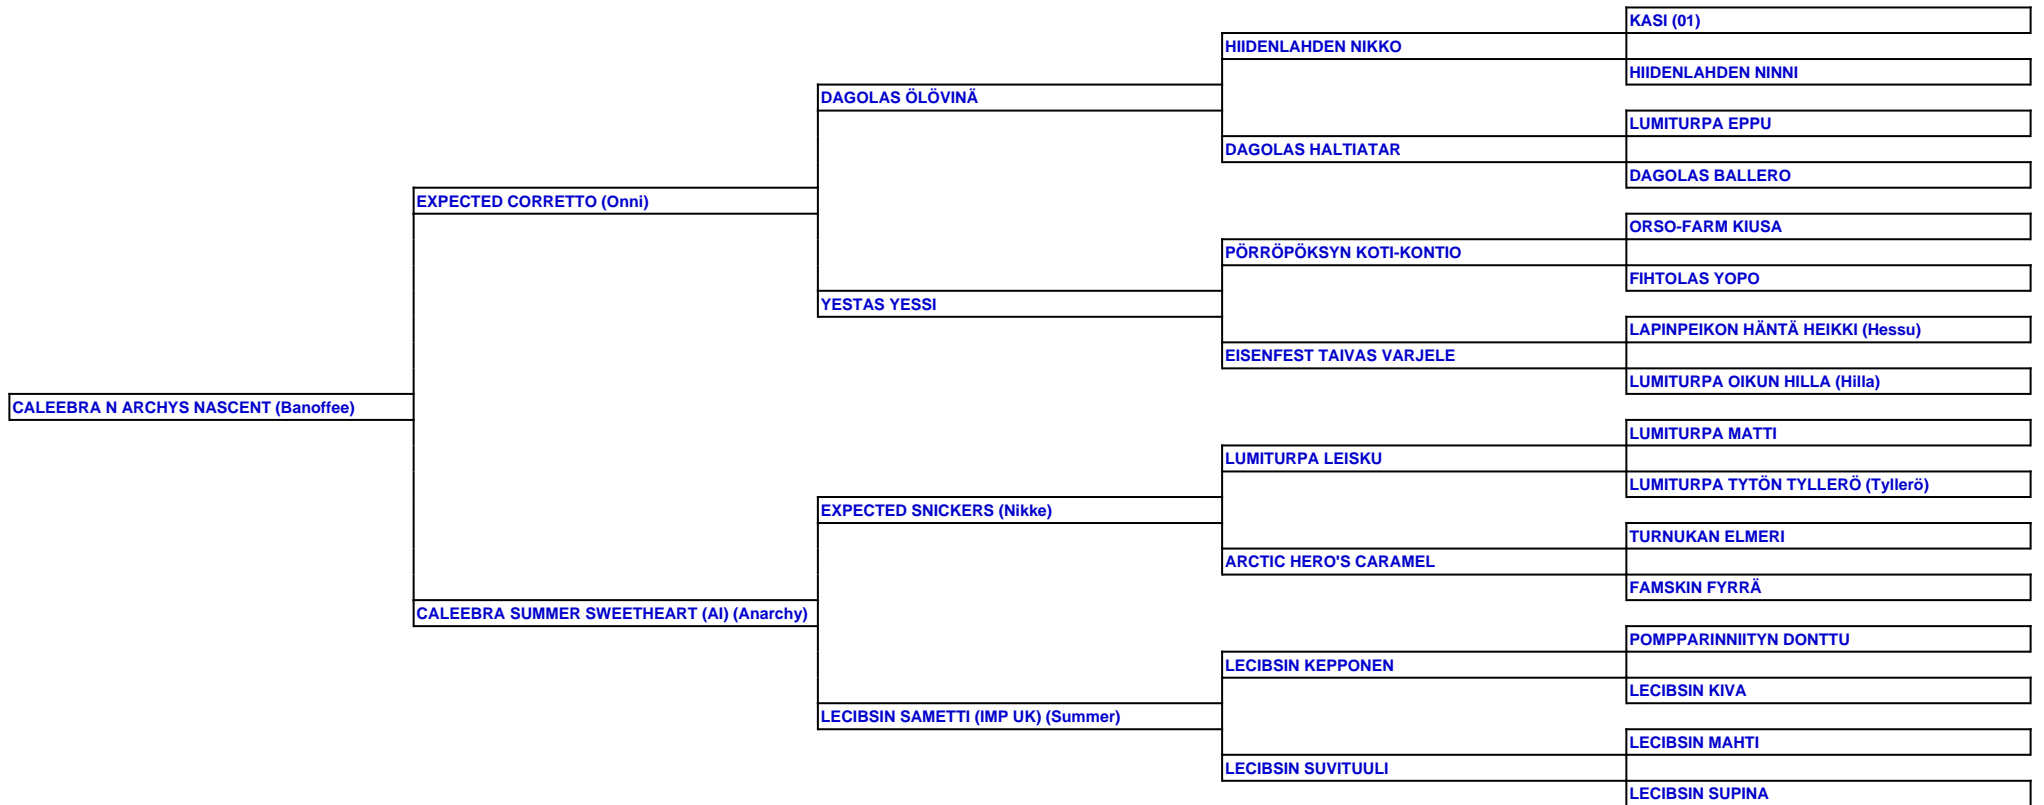 KASI (01)
HIIDENLAHDEN NIKKO
HIIDENLAHDEN NINNI
DAGOLAS ÖLÖVINÄ
LUMITURPA EPPU
DAGOLAS HALTIATAR
DAGOLAS BALLERO
EXPECTED CORRETTO (Onni)
ORSO-FARM KIUSA
PÖRRÖPÖKSYN KOTI-KONTIO
FIHTOLAS YOPO
YESTAS YESSI
LAPINPEIKON HÄNTÄ HEIKKI (Hessu)
EISENFEST TAIVAS VARJELE
LUMITURPA OIKUN HILLA (Hilla)
CALEEBRA N ARCHYS NASCENT (Banoffee)
LUMITURPA MATTI
LUMITURPA LEISKU
LUMITURPA TYTÖN TYLLERÖ (Tyllerö)
EXPECTED SNICKERS (Nikke)
TURNUKAN ELMERI
ARCTIC HERO'S CARAMEL
FAMSKIN FYRRÄ
CALEEBRA SUMMER SWEETHEART (AI) (Anarchy)
POMPPARINNIITYN DONTTU
LECIBSIN KEPPONEN
LECIBSIN KIVA
LECIBSIN SAMETTI (IMP UK) (Summer)
LECIBSIN MAHTI
LECIBSIN SUVITUULI
LECIBSIN SUPINA